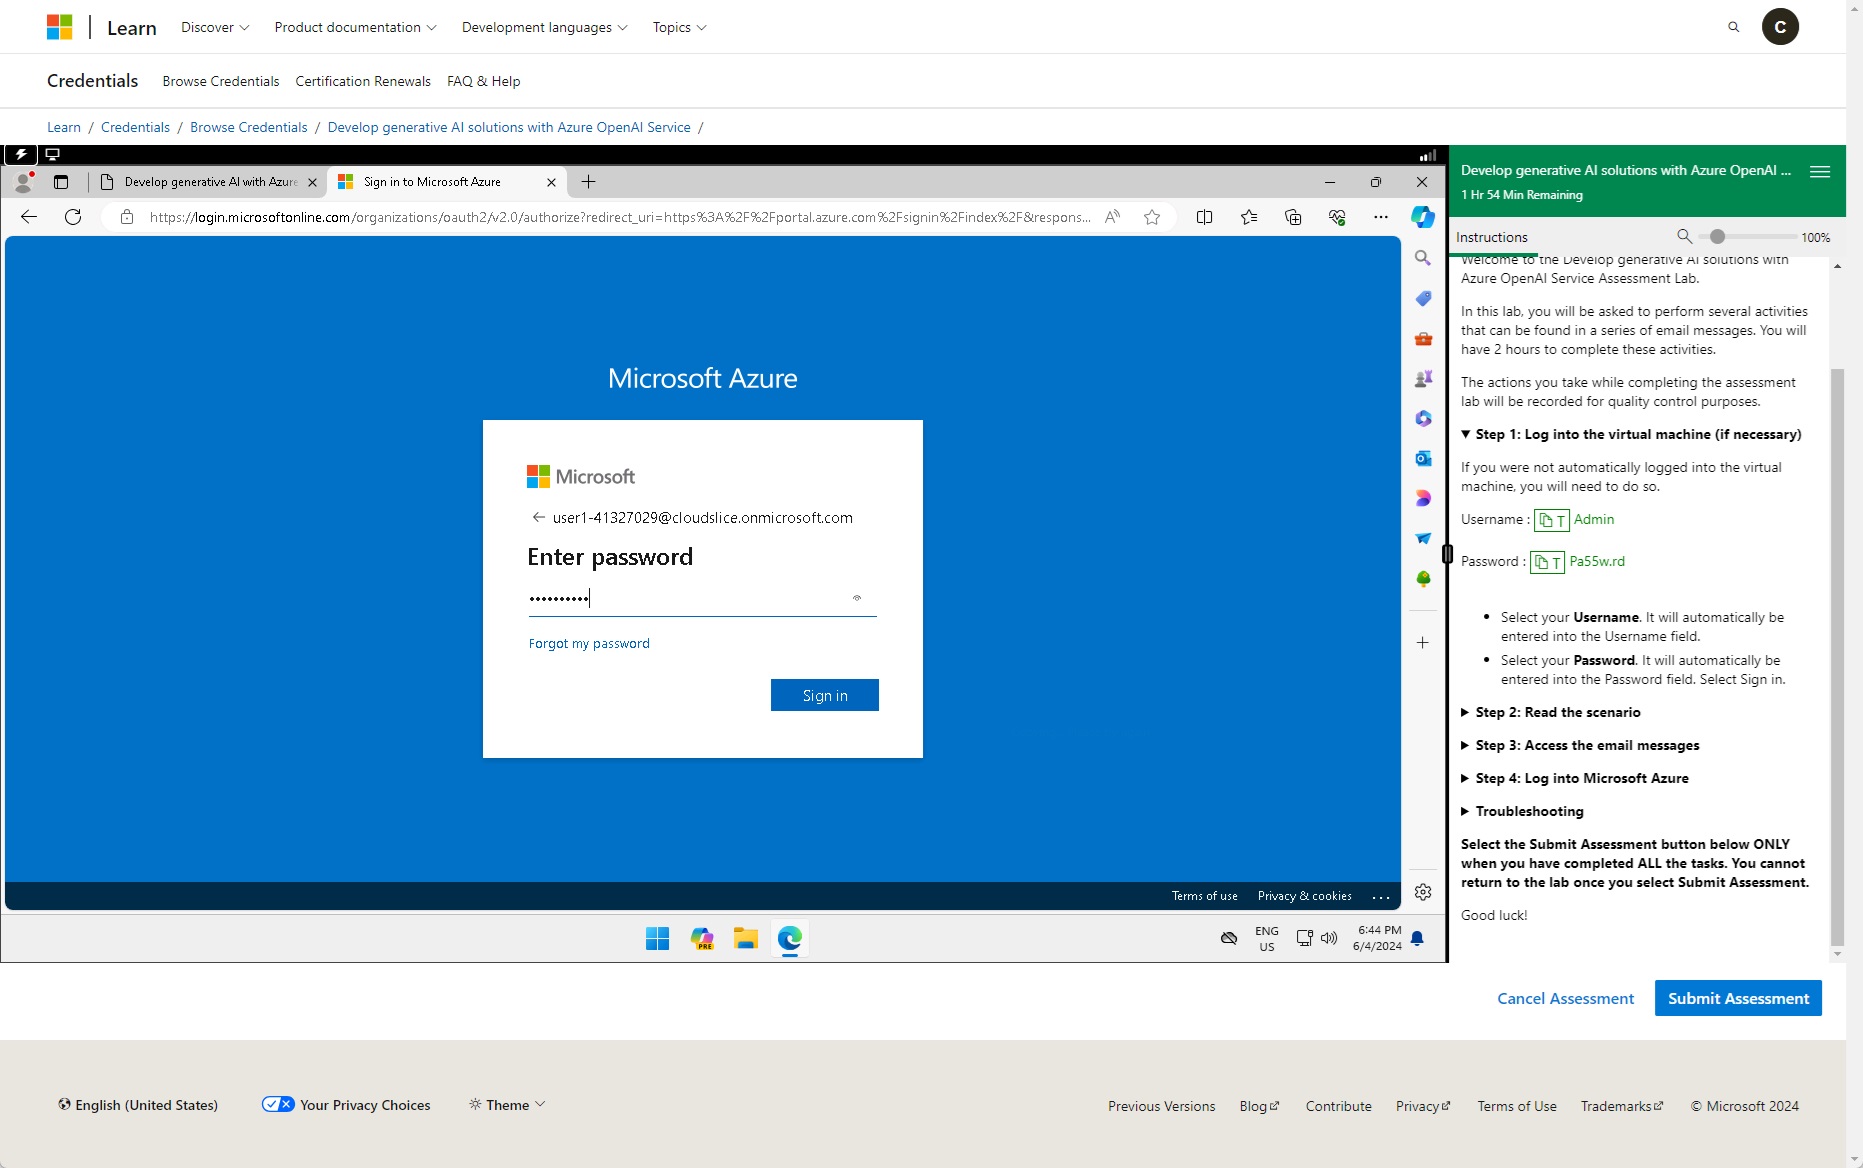 Learn Discover Product documentation Development languages Topics C
Credentials Browse Credentials Certification Renewals FAQ & Help
Learn / Credentials / Browse Credentials / Develop generative AI solutions with Azure OpenAI Service /
Develop generative AI with Azure Sign in to Microsoft Azure
https://login.microsoftonline.com/organizations/oauth2/v2.0/authorize?redirect_uri=https%3A%2F%2Fportal.azure.com%2Fsignin%2Findex%2F&respons...
Microsoft Azure
Microsoft
user1-41327029@cloudslice.onmicrosoft.com
Enter password
••••••••••
Forgot my password
Sign in
Terms of use Privacy & cookies ...
PRE
ENG
US
6:44 PM
6/4/2024
Develop generative AI solutions with Azure OpenAI ...
1 Hr 54 Min Remaining
Instructions 100%
Welcome to the Develop generative AI solutions with
Azure OpenAI Service Assessment Lab.
In this lab, you will be asked to perform several activities
that can be found in a series of email messages. You will
have 2 hours to complete these activities.
The actions you take while completing the assessment
lab will be recorded for quality control purposes.
▼ Step 1: Log into the virtual machine (if necessary)
If you were not automatically logged into the virtual
machine, you will need to do so.
Username : T Admin
Password : T Pa55w.rd
• Select your Username. It will automatically be
entered into the Username field.
• Select your Password. It will automatically be
entered into the Password field. Select Sign in.
▶ Step 2: Read the scenario
▶ Step 3: Access the email messages
▶ Step 4: Log into Microsoft Azure
▶ Troubleshooting
Select the Submit Assessment button below ONLY
when you have completed ALL the tasks. You cannot
return to the lab once you select Submit Assessment.
Good luck!
Cancel Assessment Submit Assessment
English (United States) Your Privacy Choices Theme
Previous Versions Blog Contribute Privacy Terms of Use Trademarks © Microsoft 2024